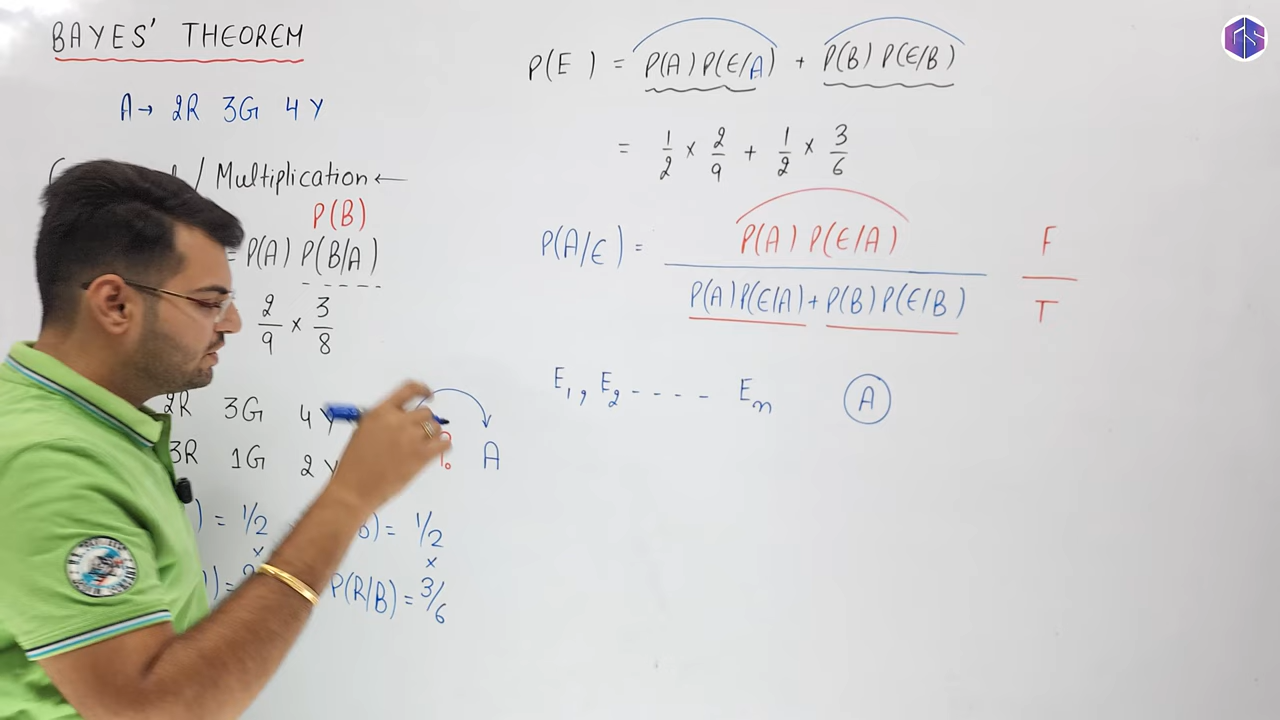 BAYES' THEOREM
A→ 2R 3G 4Y
/ Multiplication ←
P(B)
= P(A) P(B/A)
2/9 × 3/8
2R 3G 4Y
3R 1G 2Y
A
) = 1/2
B) = 1/2
×
×
) =
P(R/B) = 3/6
P(E) = P(A) P(E/A) + P(B) P(E/B)
= 1/2 × 2/9 + 1/2 × 3/6
P(A/E) = P(A) P(E/A)
P(A)P(E/A) + P(B)P(E/B)
F
T
E₁, E₂ - - - - Eₙ A